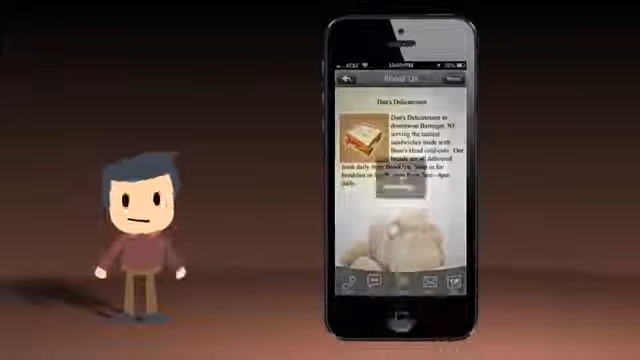 AT&T
About Us
Dan's Delicatessen
Dan's Delicatessen in
downtown Barnegat, NJ
serving the tastiest
sandwiches made with
Boar's Head cold-cuts. Our
breads are all delivered
fresh daily from Brooklyn. Stop in for
breakfast or
daily.